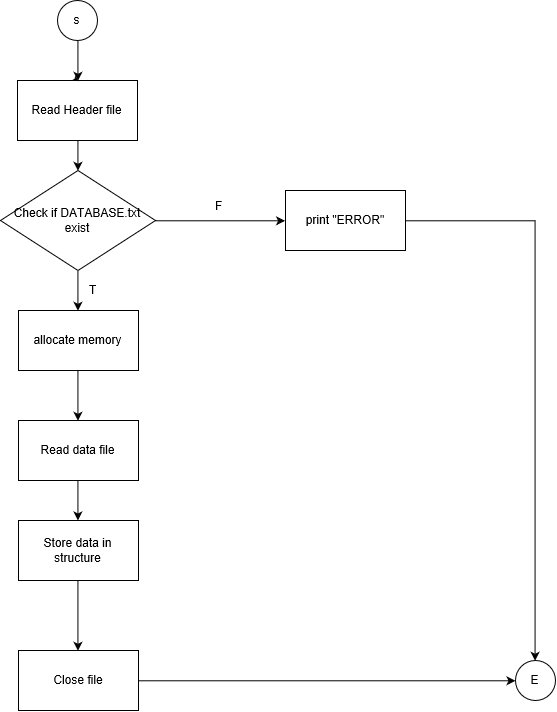 s
Read Header file
Check if DATABASE.txt
exist
F
print "ERROR"
T
allocate memory
Read data file
Store data in
structure
Close file
E